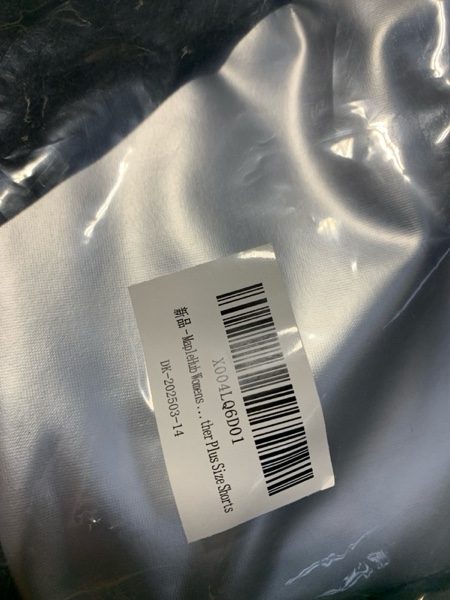 X004LQ6D01
新品 - MapleHub Womens ... ther Plus Size Shorts
DK-202503-14